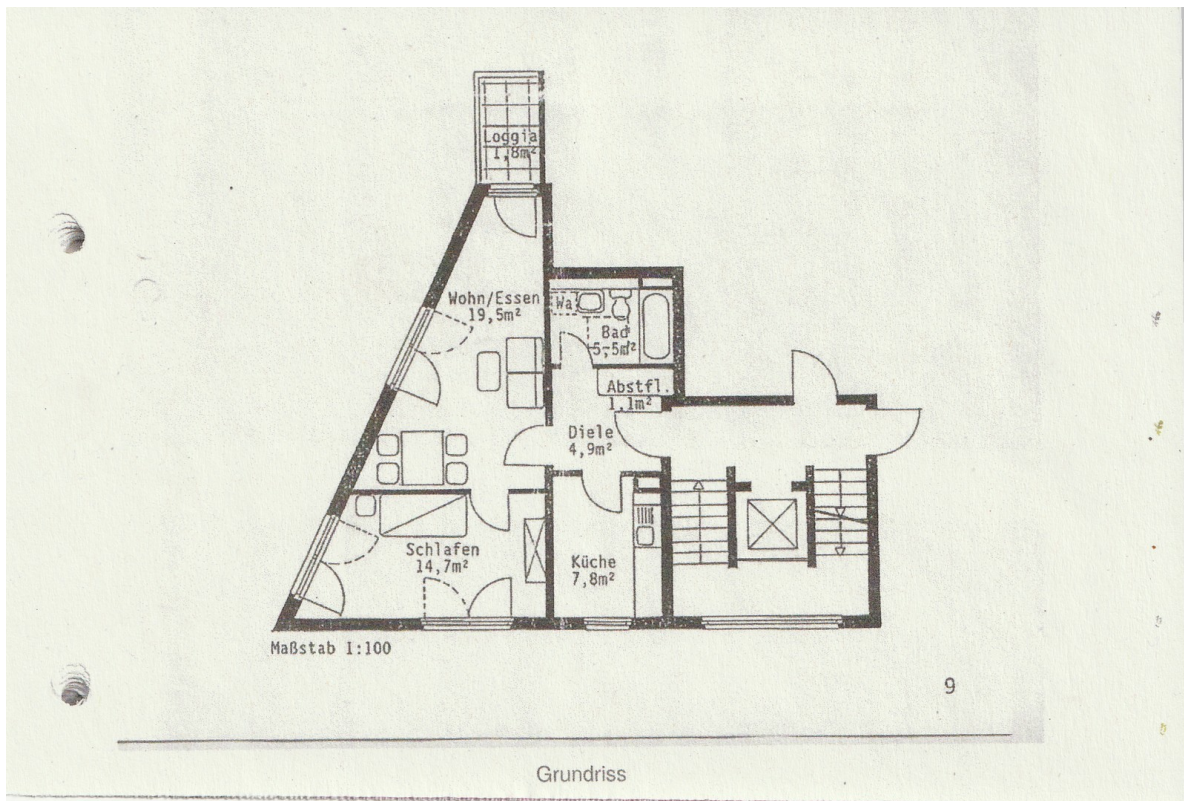 Loggia
1,8m²
Wohn/Essen
19,5m²
Wa
Bad
5,5m²
Abstfl.
1,1m²
Diele
4,9m²
Schlafen
14,7m²
Küche
7,8m²
Maßstab 1:100
9
Grundriss